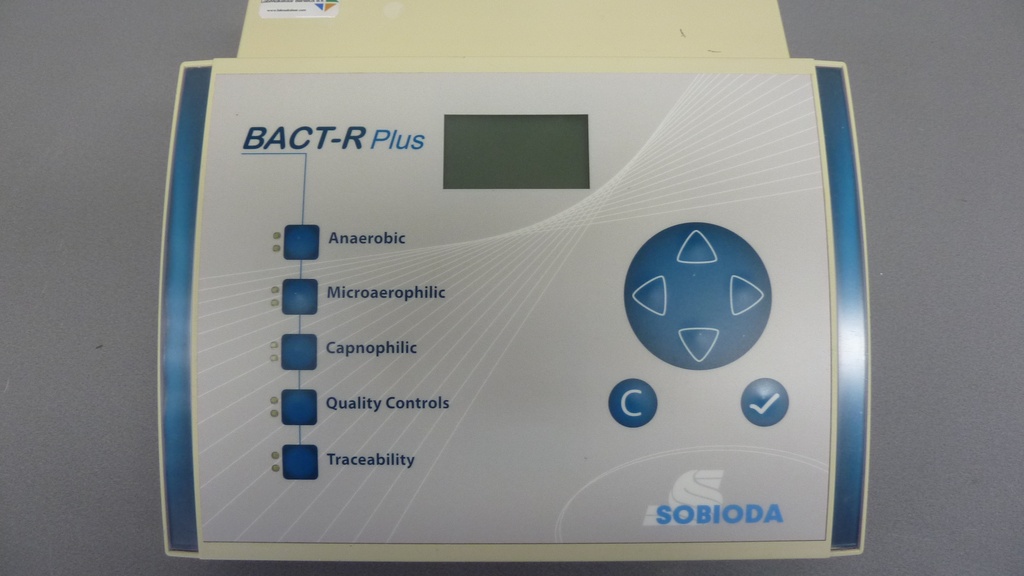 BACT-R Plus
Anaerobic
Microaerophilic
Capnophilic
Quality Controls
Traceability
C
SOBIODA